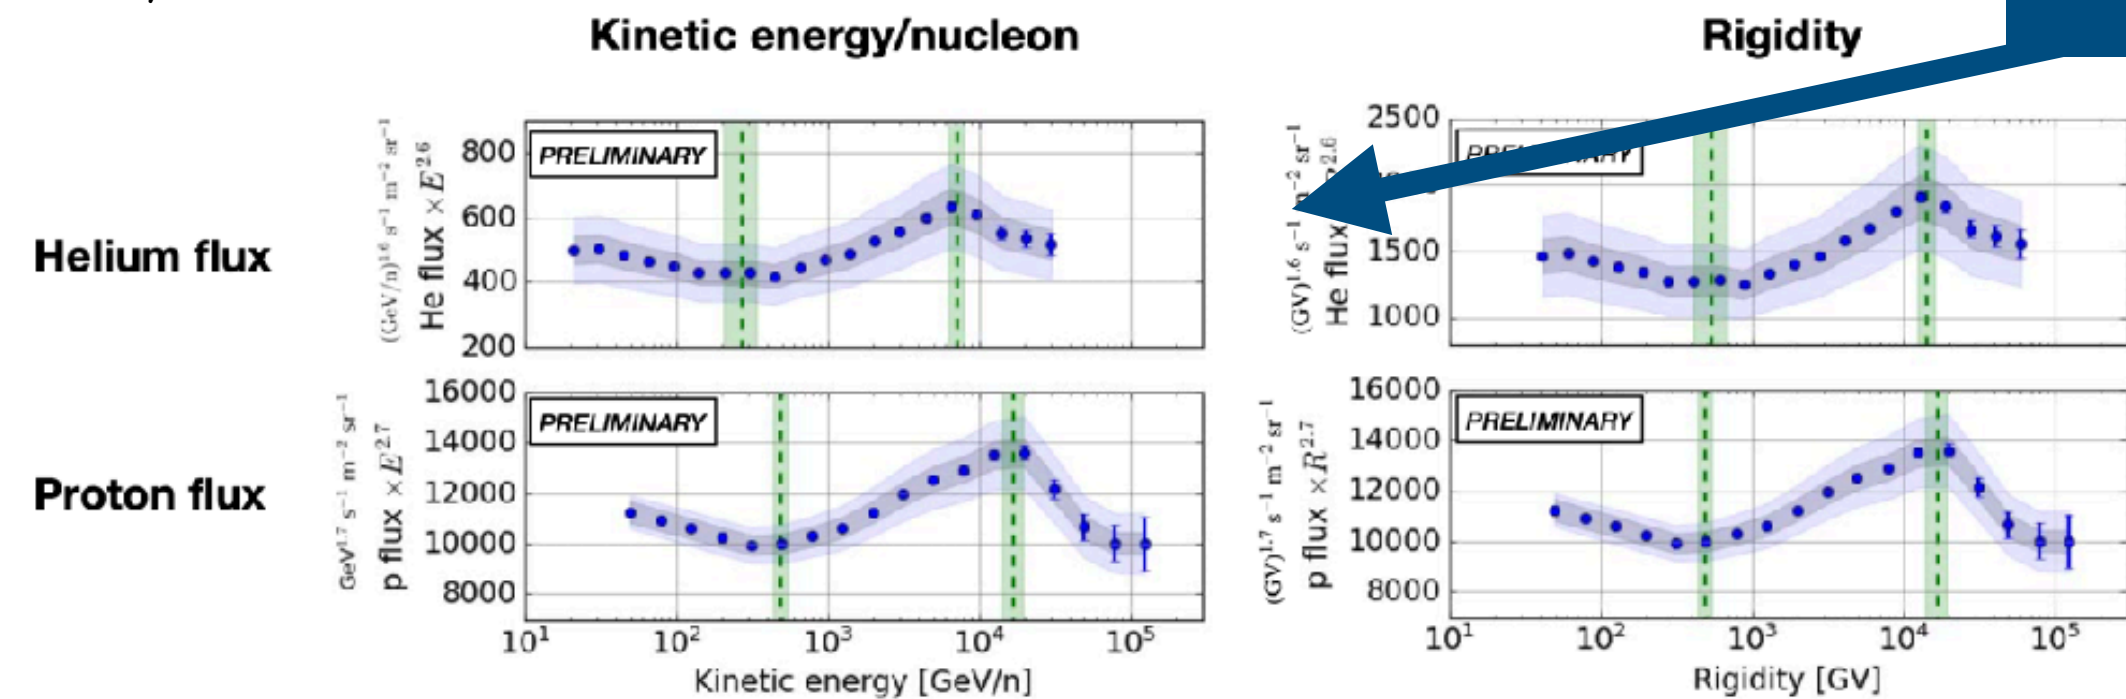 Kinetic energy/nucleon
Rigidity
Helium flux
Proton flux
(GeV/n)^1.6 s^-1 m^-2 sr^-1
He flux × E^2.6
800
600
400
200
PRELIMINARY
GeV^1.7 s^-1 m^-2 sr^-1
p flux × E^2.7
16000
14000
12000
10000
8000
PRELIMINARY
10^1 10^2 10^3 10^4 10^5
Kinetic energy [GeV/n]
(GV)^1.6 s^-1 m^-2 sr^-1
He flux 2.6
2500
1500
1000
(GV)^1.7 s^-1 m^-2 sr^-1
p flux × R^2.7
16000
14000
12000
10000
8000
PRELIMINARY
10^1 10^2 10^3 10^4 10^5
Rigidity [GV]